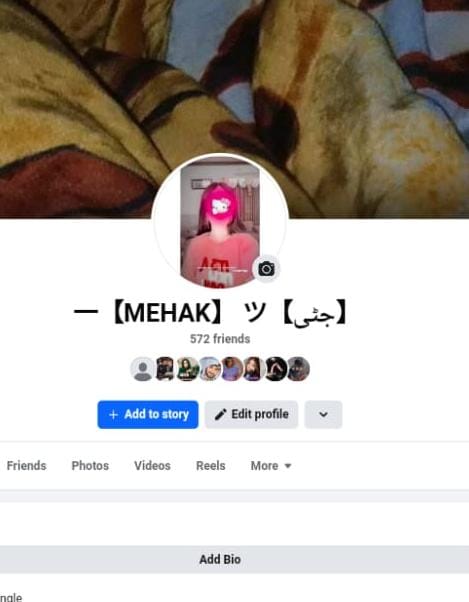 一【MEHAK】 ツ【جٹی】
572 friends
+ Add to story Edit profile
Friends Photos Videos Reels More
Add Bio